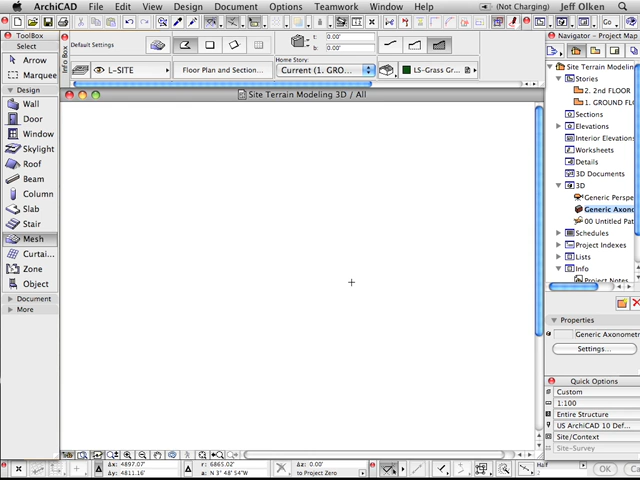 ArchiCAD File Edit View Design Document Options Teamwork Window Help (Not Charging) Jeff Olken
ToolBox
Select
Arrow
Marquee
Design
Wall
Door
Window
Skylight
Roof
Beam
Column
Slab
Stair
Mesh
Curtai...
Zone
Object
Document
More
Info Box
Default Settings
L-SITE
Floor Plan and Section...
t: 0.00'
b: 0.00'
Home Story:
Current (1. GRO...
LS-Grass Gr...
Site Terrain Modeling 3D / All
Navigator - Project Map
Site Terrain Modelin
Stories
2. 2nd FLOOR
1. GROUND FL
Sections
Elevations
Interior Elevations
Worksheets
Details
3D Documents
3D
Generic Perspe
Generic Axono
00 Untitled Pat
Schedules
Project Indexes
Lists
Info
Project Notes
Properties
Generic Axonometr
Settings...
Quick Options
Custom
1:100
Entire Structure
US ArchiCAD 10 Def...
Site/Context
Site-Survey
Δx: 4897.07'
Δy: 4811.16'
r: 6865.02'
a: N 3° 48' 54"W
Δz: 0.00'
to Project Zero
Half
2
OK
Ca